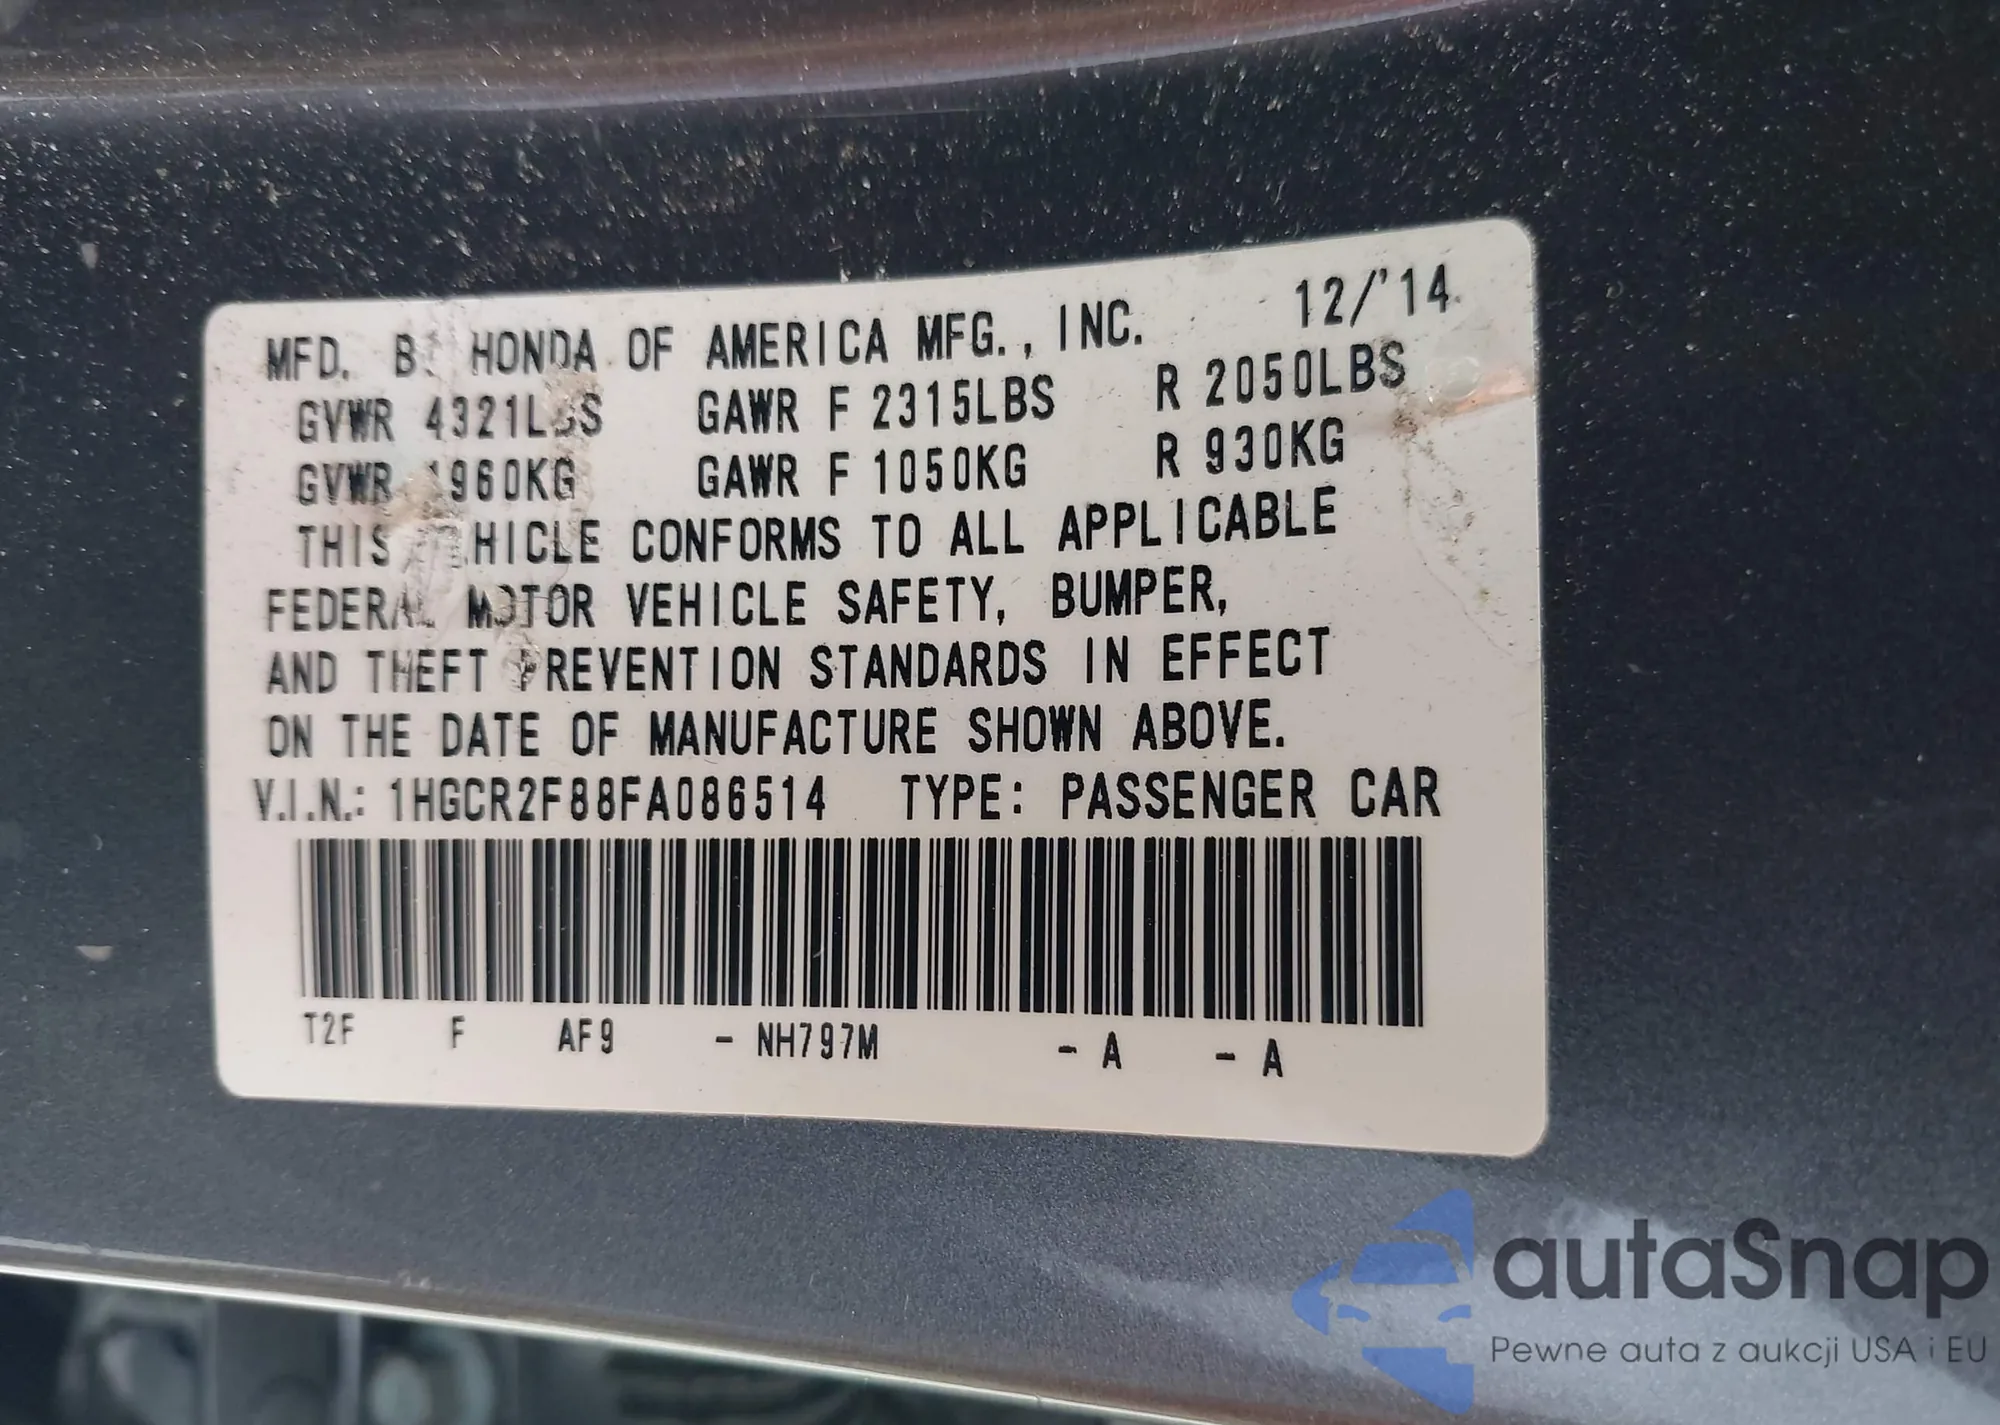 MFD. BY HONDA OF AMERICA MFG., INC. 12/'14
GVWR 4321LBS GAWR F 2315LBS R 2050LBS
GVWR 1960KG GAWR F 1050KG R 930KG
THIS VEHICLE CONFORMS TO ALL APPLICABLE
FEDERAL MOTOR VEHICLE SAFETY, BUMPER,
AND THEFT PREVENTION STANDARDS IN EFFECT
ON THE DATE OF MANUFACTURE SHOWN ABOVE.
V.I.N.: 1HGCR2F88FA086514 TYPE: PASSENGER CAR
T2F F AF9 - NH797M - A - A
autaSnap
Pewne auta z aukcji USA i EU